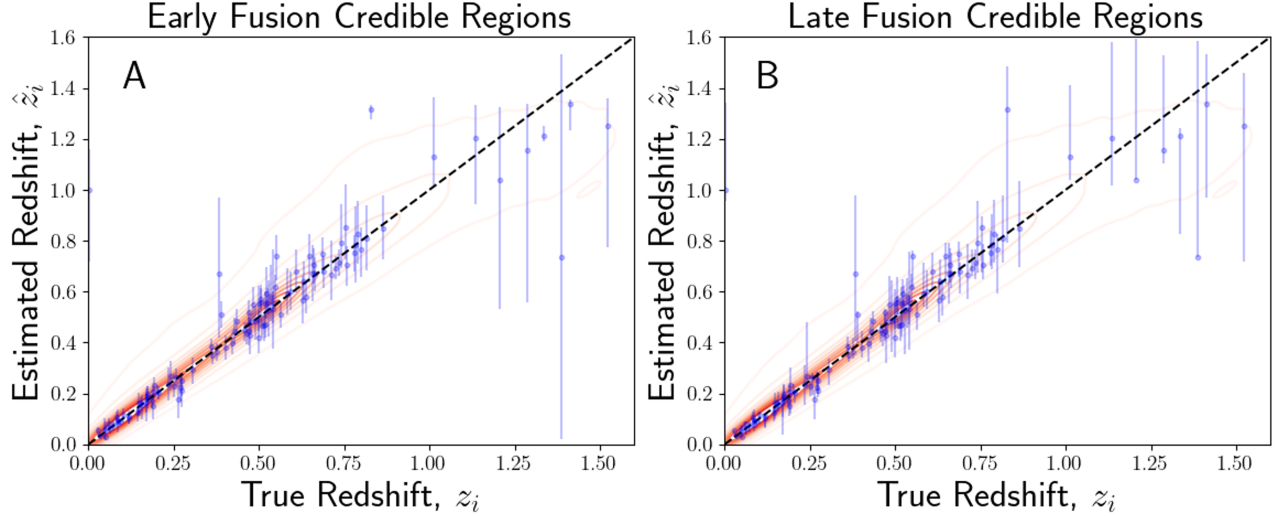 Early Fusion Credible Regions
Late Fusion Credible Regions
A
B
Estimated Redshift, ẑᵢ
1.6
1.4
1.2
1.0
0.8
0.6
0.4
0.2
0.0
0.00 0.25 0.50 0.75 1.00 1.25 1.50
True Redshift, zᵢ
Estimated Redshift, ẑᵢ
1.6
1.4
1.2
1.0
0.8
0.6
0.4
0.2
0.0
0.00 0.25 0.50 0.75 1.00 1.25 1.50
True Redshift, zᵢ